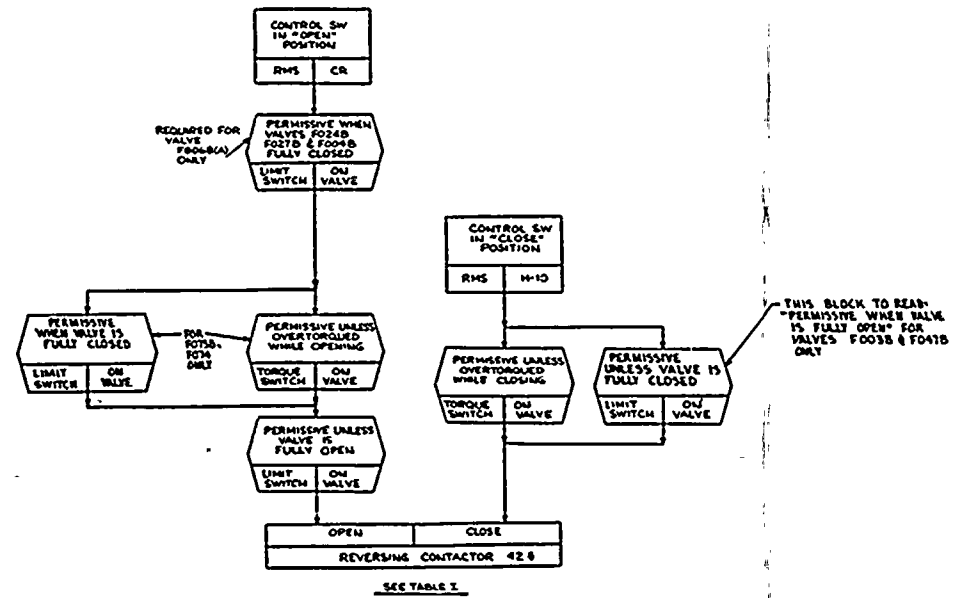 CONTROL SW
IN "OPEN"
POSITION
RMS CR
REQUIRED FOR
VALVE
F8068(A)
ONLY
PERMISSIVE WHEN
VALVES F024B
F027B & F004B
FULLY CLOSED
LIMIT SWITCH
ON VALVE
CONTROL SW
IN "CLOSE"
POSITION
RMS H-13
PERMISSIVE
WHEN VALVE IS
FULLY CLOSED
LIMIT SWITCH
ON VALVE
FOR
F075B,
F074
ONLY
PERMISSIVE UNLESS
OVERTORQUED
WHILE OPENING
TORQUE SWITCH
ON VALVE
PERMISSIVE UNLESS
OVERTORQUED
WHILE CLOSING
TORQUE SWITCH
ON VALVE
PERMISSIVE
UNLESS VALVE IS
FULLY CLOSED
LIMIT SWITCH
ON VALVE
THIS BLOCK TO READ:
"PERMISSIVE WHEN VALVE
IS FULLY OPEN" FOR
VALVES F003B & F047B
ONLY
PERMISSIVE UNLESS
VALVE IS
FULLY OPEN
LIMIT SWITCH
ON VALVE
OPEN CLOSE
REVERSING CONTACTOR
SEE TABLE I